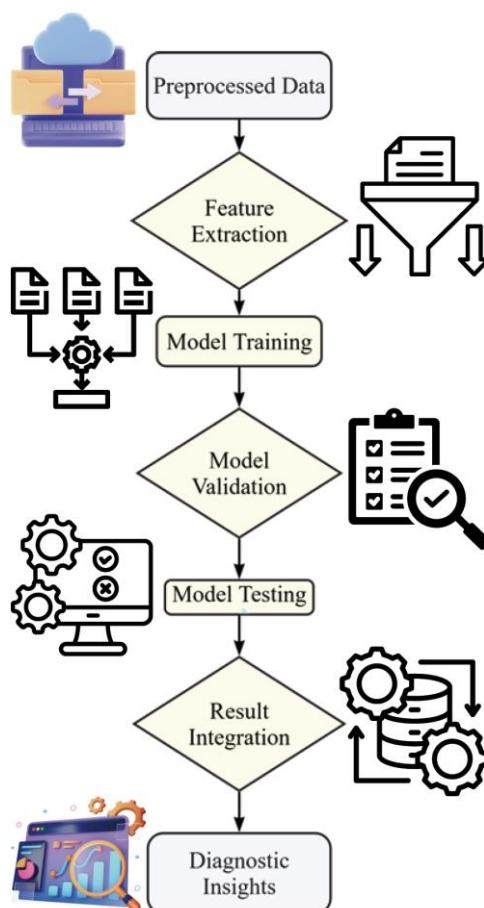 Preprocessed Data
Feature
Extraction
Model Training
Model
Validation
Model Testing
Result
Integration
Diagnostic
Insights